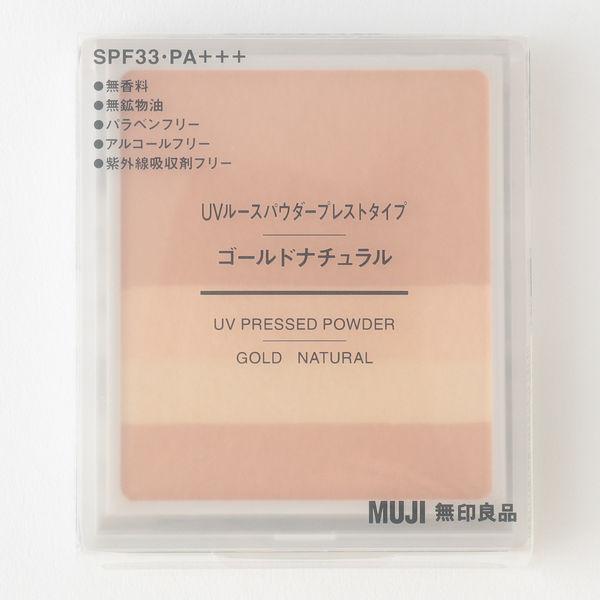 SPF33・PA+++
●無香料
●無鉱物油
●パラベンフリー
●アルコールフリー
●紫外線吸収剤フリー
UVルースパウダープレストタイプ
ゴールドナチュラル
UV PRESSED POWDER
GOLD NATURAL
MUJI 無印良品